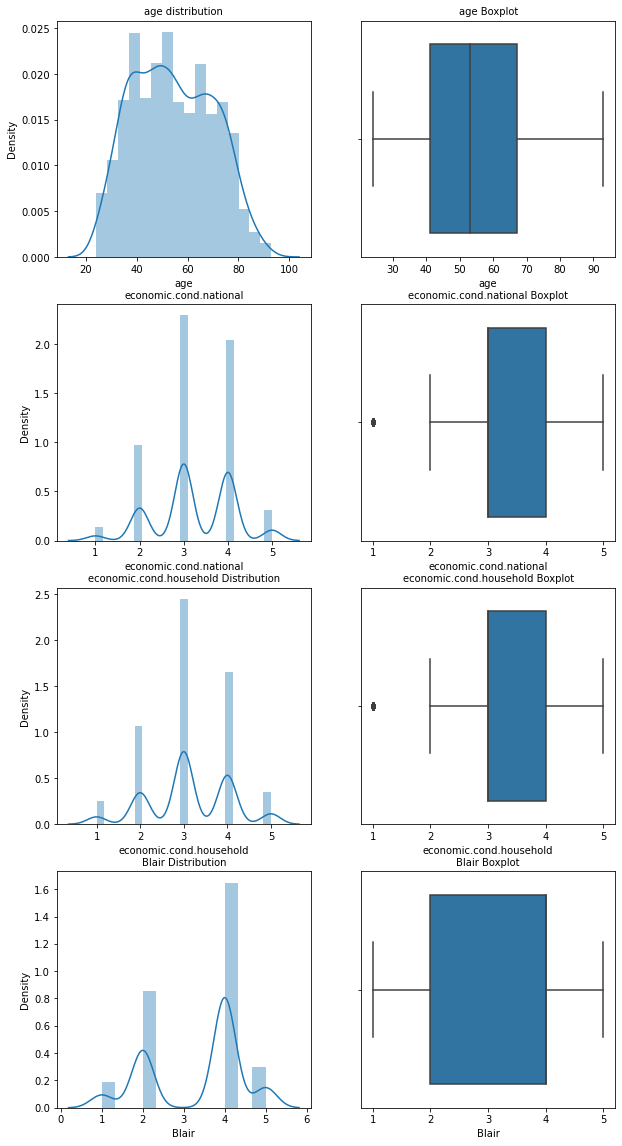 age distribution
age Boxplot
0.025
0.020
0.015
0.010
0.005
0.000
Density
20 40 60 80 100
age
30 40 50 60 70 80 90
age
economic.cond.national
economic.cond.national Boxplot
2.0
1.5
1.0
0.5
0.0
Density
1 2 3 4 5
economic.cond.national
1 2 3 4 5
economic.cond.national
economic.cond.household Distribution
economic.cond.household Boxplot
2.5
2.0
1.5
1.0
0.5
0.0
Density
1 2 3 4 5
economic.cond.household
1 2 3 4 5
economic.cond.household
Blair Distribution
Blair Boxplot
1.6
1.4
1.2
1.0
0.8
0.6
0.4
0.2
0.0
Density
0 1 2 3 4 5 6
Blair
1 2 3 4 5
Blair